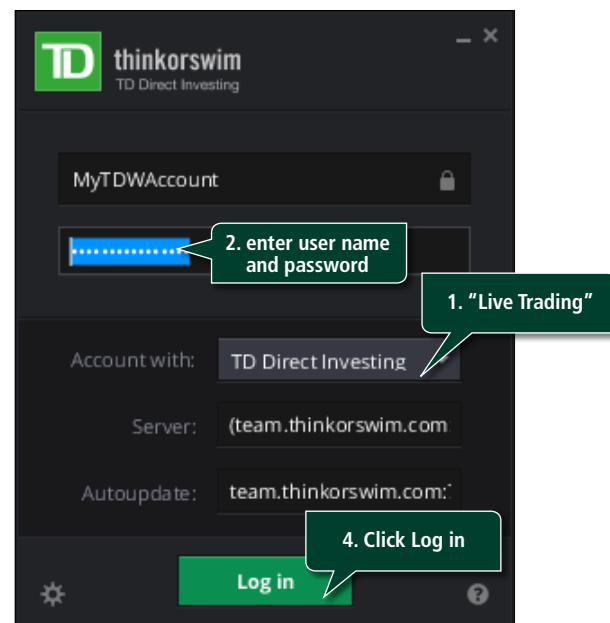 TD thinkorswim
TD Direct Investing
MyTDWAccount
2. enter user name
and password
1. “Live Trading”
Account with: TD Direct Investing
Server: (team.thinkorswim.com:
Autoupdate: team.thinkorswim.com:
4. Click Log in
Log in
?